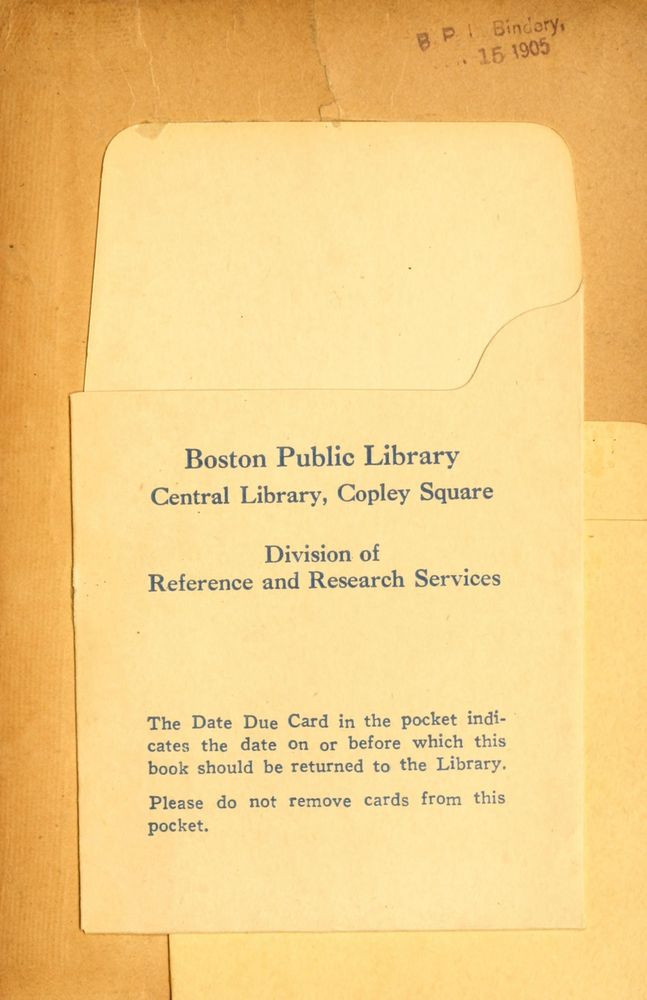 B. P. L. Bindery,
15 1905
Boston Public Library
Central Library, Copley Square
Division of
Reference and Research Services
The Date Due Card in the pocket indi-
cates the date on or before which this
book should be returned to the Library.
Please do not remove cards from this
pocket.